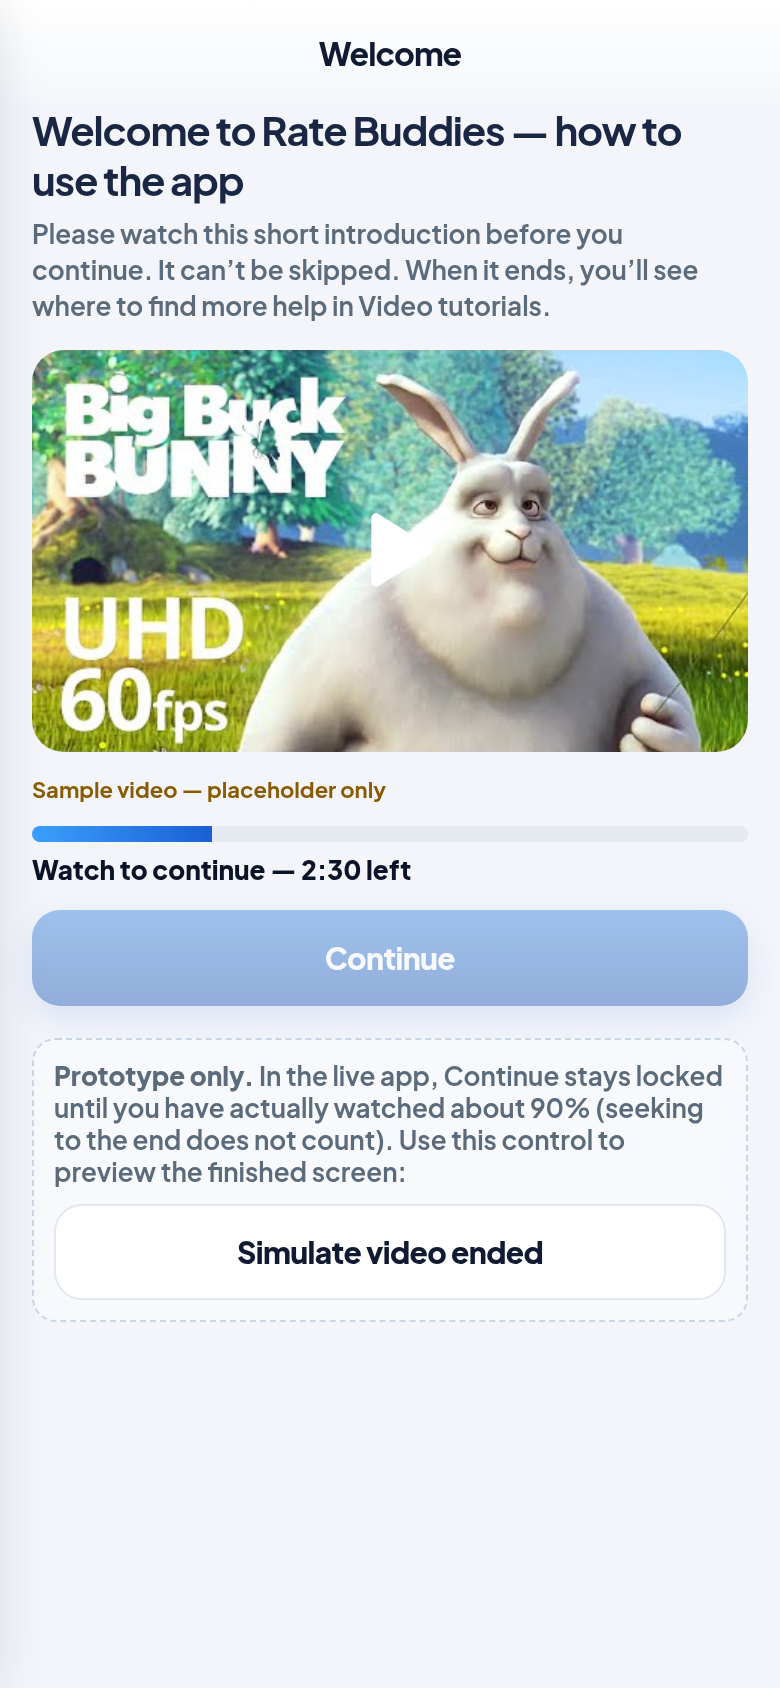 Welcome
Welcome to Rate Buddies — how to
use the app
Please watch this short introduction before you
continue. It can’t be skipped. When it ends, you’ll see
where to find more help in Video tutorials.
Big Buck
BUNNY
UHD
60fps
Sample video — placeholder only
Watch to continue — 2:30 left
Continue
Prototype only. In the live app, Continue stays locked
until you have actually watched about 90% (seeking
to the end does not count). Use this control to
preview the finished screen:
Simulate video ended